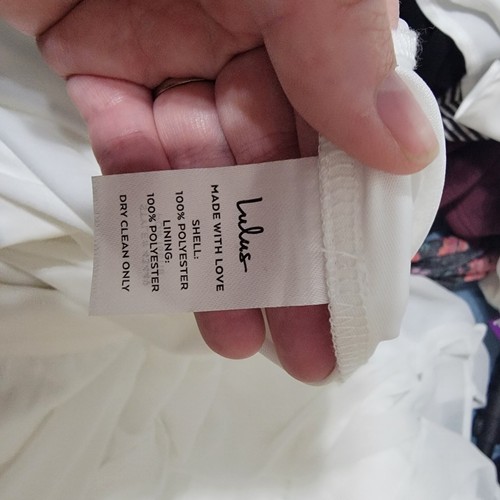 Lulus
MADE WITH LOVE
SHELL:
100% POLYESTER
LINING:
100% POLYESTER
DRY CLEAN ONLY